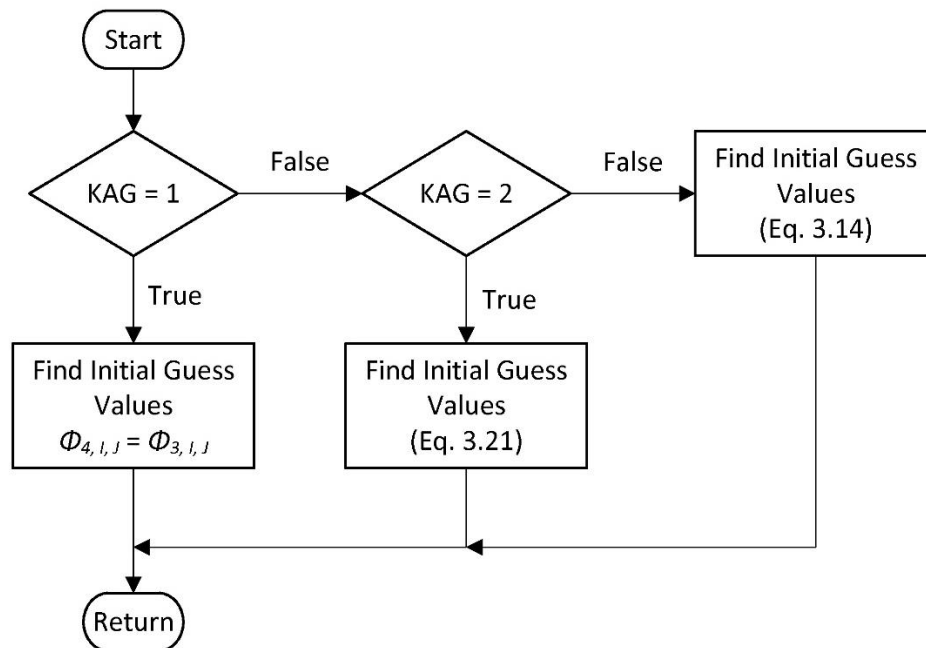 Start
KAG = 1
False
KAG = 2
False
Find Initial Guess
Values
(Eq. 3.14)
True
True
Find Initial Guess
Values
Φ4, I, J = Φ3, I, J
Find Initial Guess
Values
(Eq. 3.21)
Return